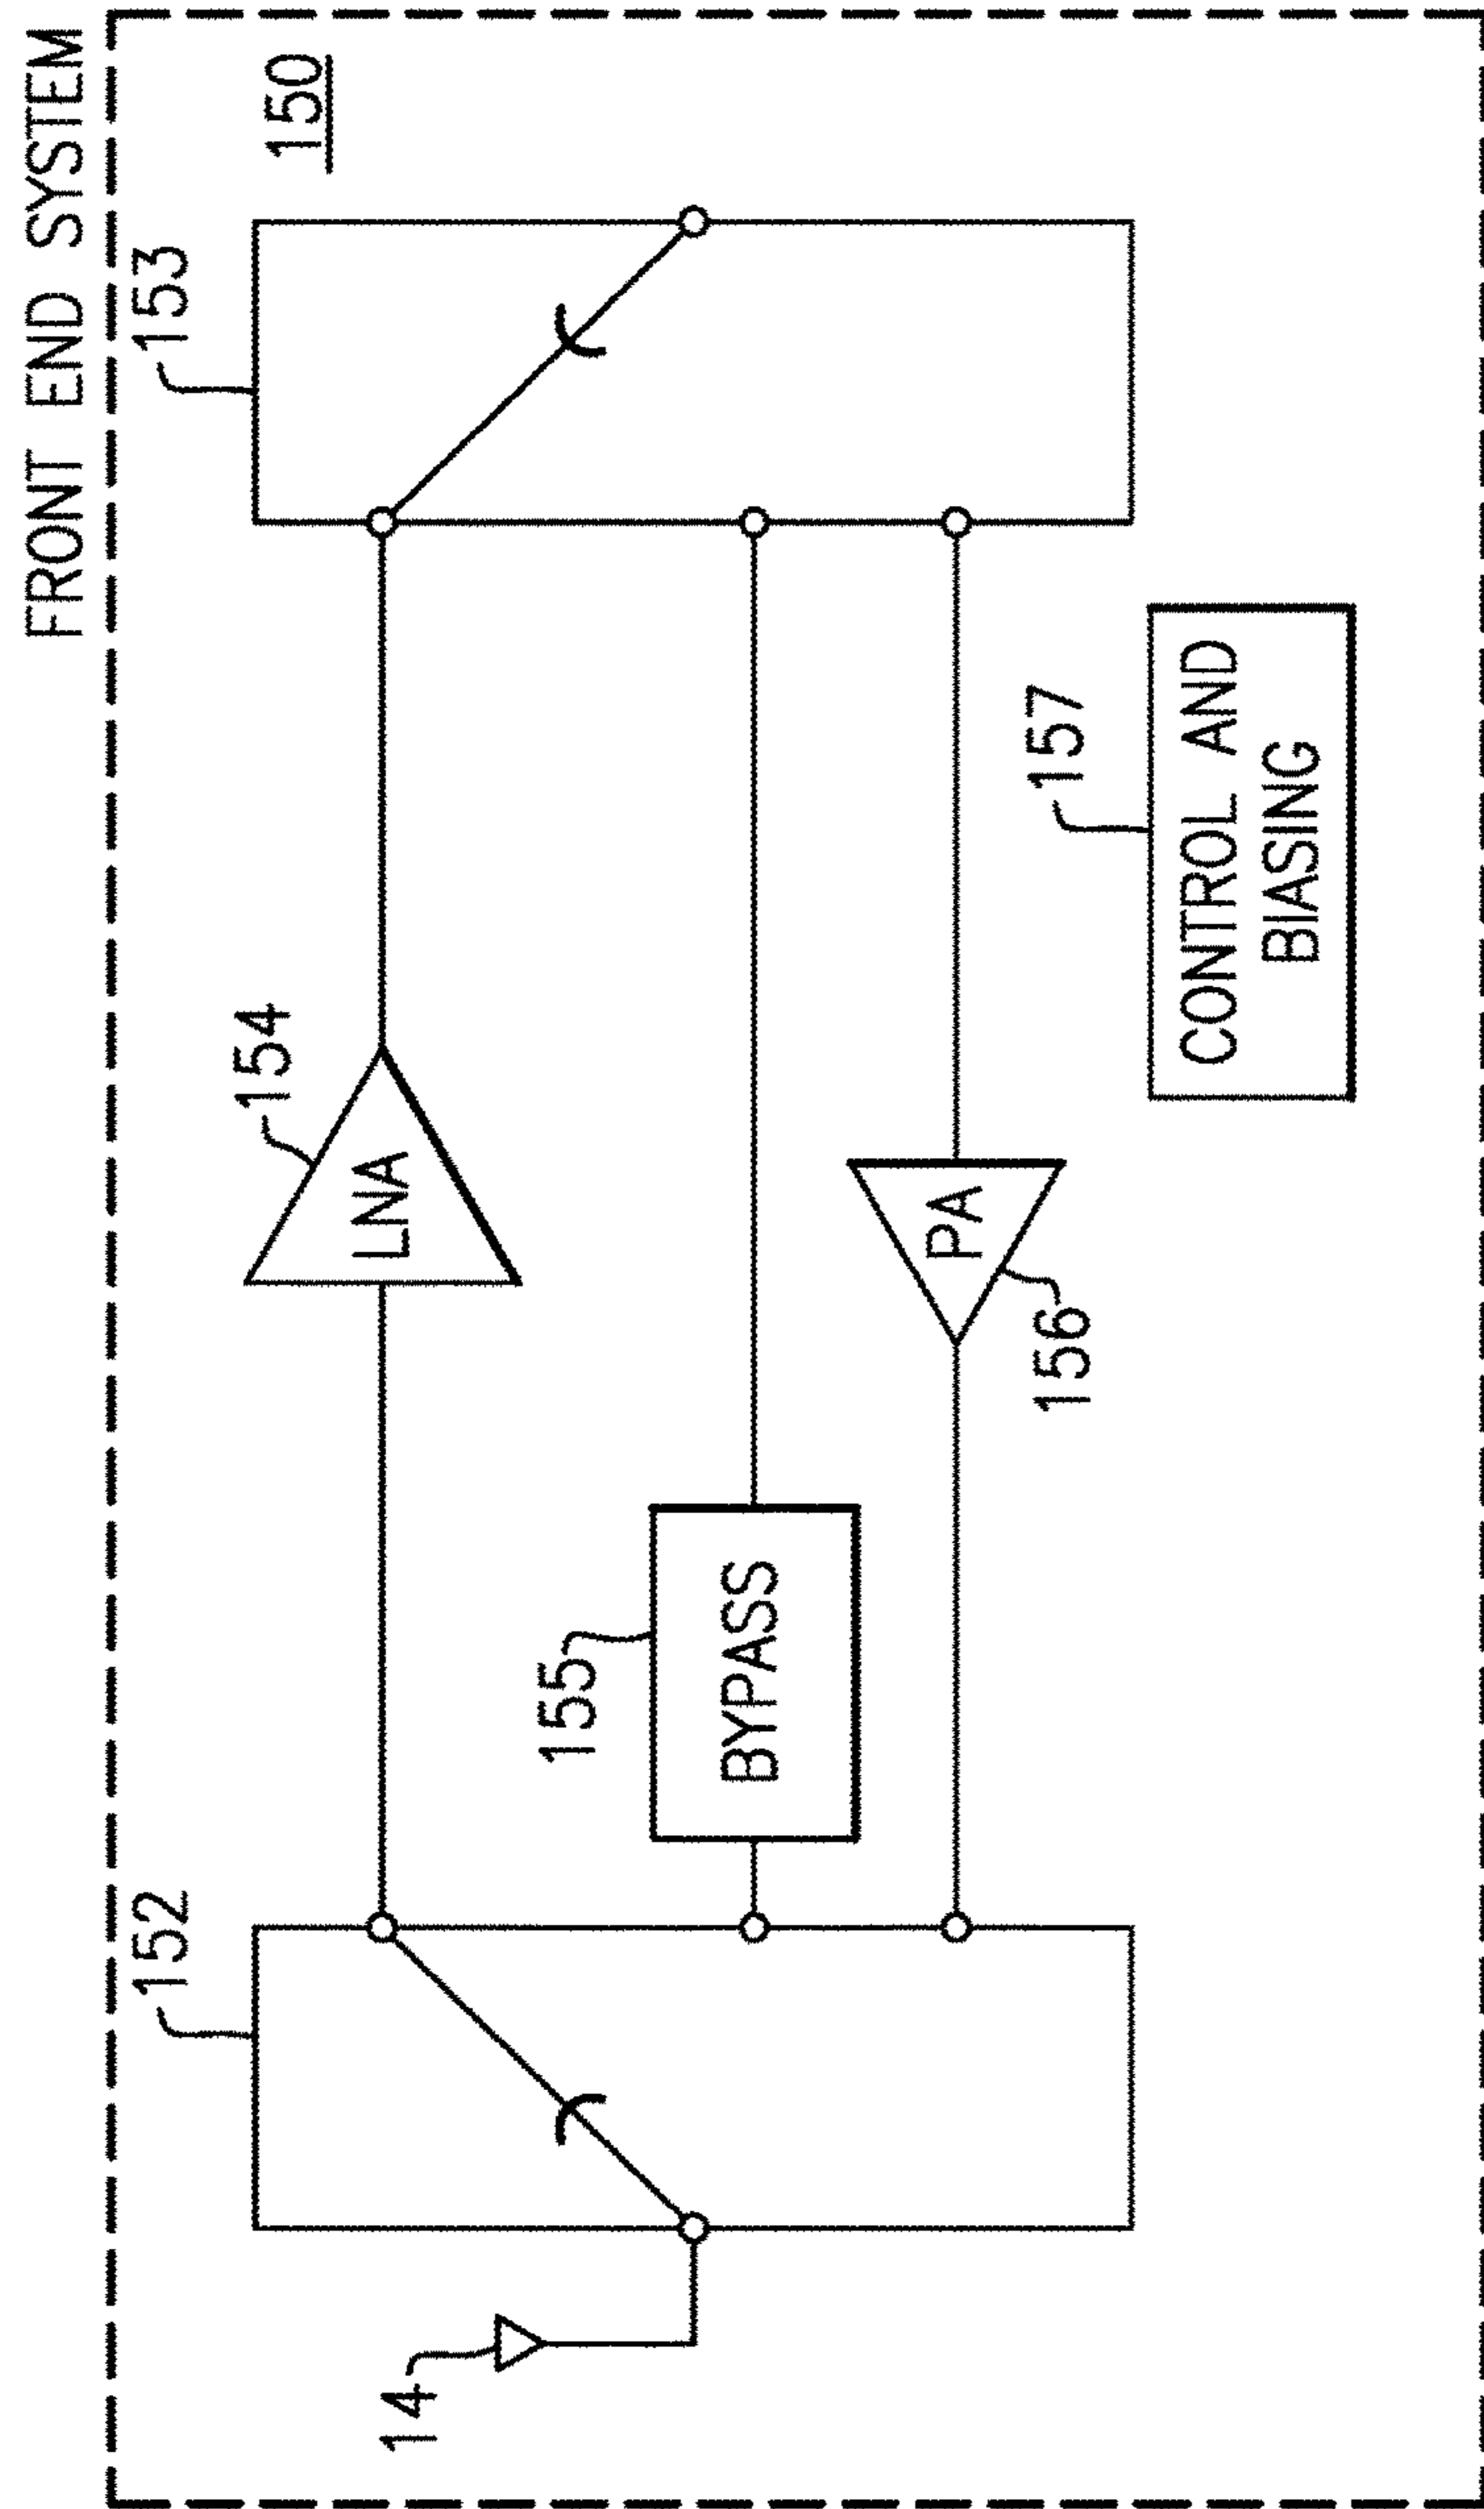 FRONT END SYSTEM
150
152
153
154
LNA
14
155
BYPASS
PA
156
157
CONTROL AND
BIASING